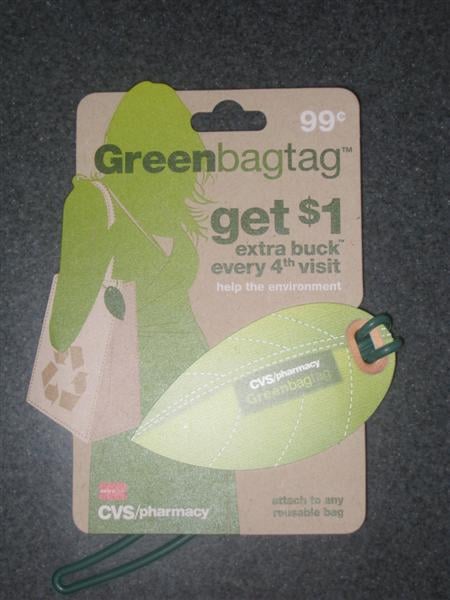 99¢
Greenbagtag™
get $1
extra buck™
every 4th visit
help the environment
CVS/pharmacy
Greenbagtag
extra
CVS/pharmacy
attach to any
reusable bag